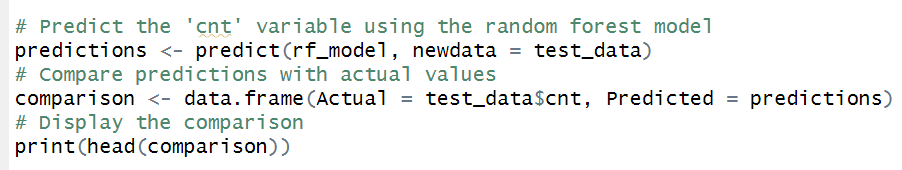 # Predict the 'cnt' variable using the random forest model
predictions <- predict(rf_model, newdata = test_data)
# Compare predictions with actual values
comparison <- data.frame(Actual = test_data$cnt, Predicted = predictions)
# Display the comparison
print(head(comparison))